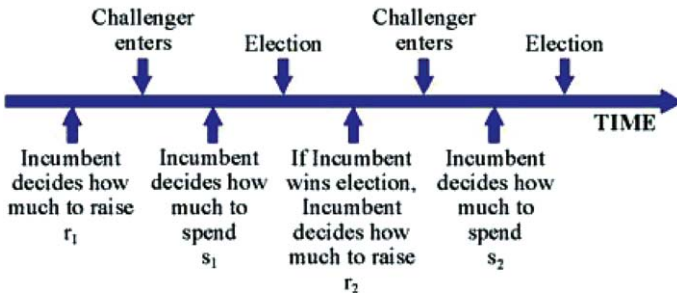 Challenger
enters
Election
Challenger
enters
Election
TIME
Incumbent
decides how
much to raise
r₁
Incumbent
decides how
much to
spend
s₁
If Incumbent
wins election,
Incumbent
decides how
much to raise
r₂
Incumbent
decides how
much to
spend
s₂